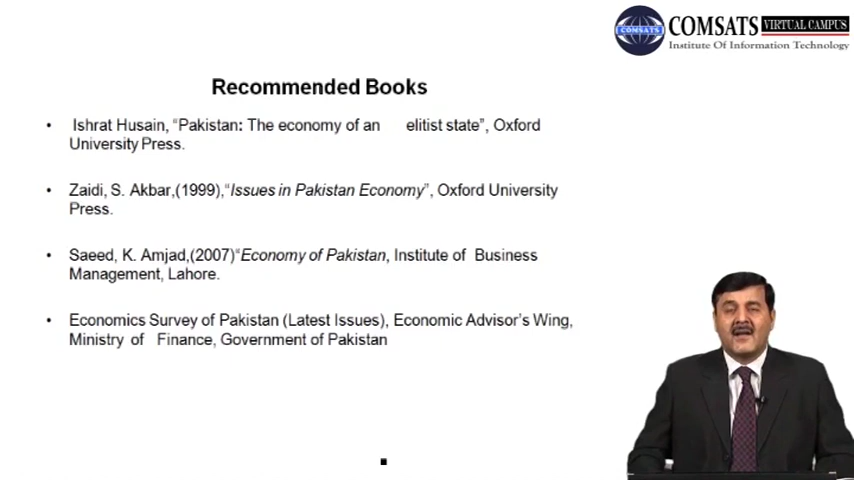 COMSATS VIRTUAL CAMPUS
COMSATS
Institute Of Information Technology
Recommended Books
• Ishrat Husain, “Pakistan: The economy of an elitist state”, Oxford
University Press.
• Zaidi, S. Akbar,(1999),“Issues in Pakistan Economy”, Oxford University
Press.
• Saeed, K. Amjad,(2007)“Economy of Pakistan, Institute of Business
Management, Lahore.
• Economics Survey of Pakistan (Latest Issues), Economic Advisor’s Wing,
Ministry of Finance, Government of Pakistan